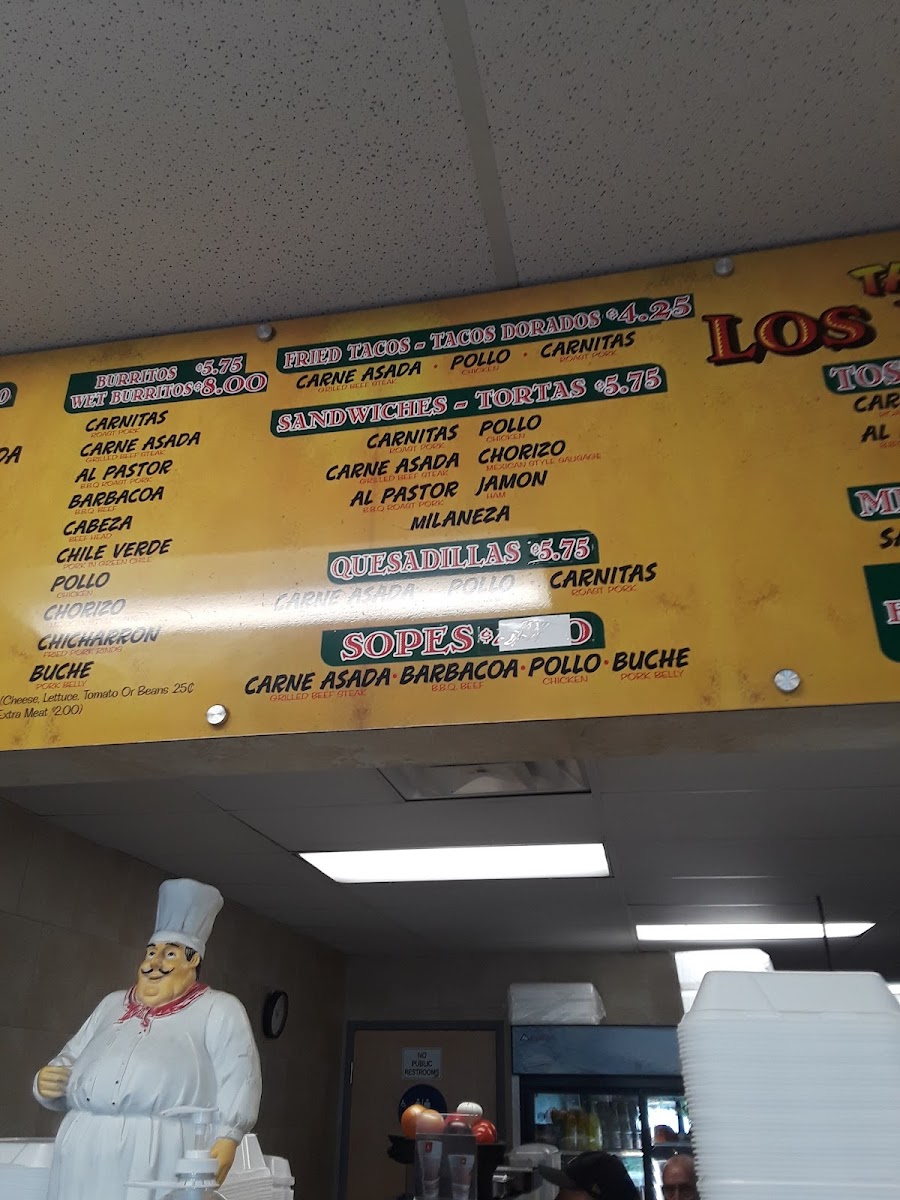 BURRITOS $5.75
WET BURRITOS $8.00
CARNITAS
ROAST PORK
CARNE ASADA
GRILLED BEEF STEAK
AL PASTOR
B.B.Q. ROAST PORK
BARBACOA
B.B.Q. BEEF
CABEZA
BEEF HEAD
CHILE VERDE
PORK IN GREEN CHILE
POLLO
CHICKEN
CHORIZO
CHICHARRON
FRIED PORK RINDS
BUCHE
PORK BELLY
(Cheese, Lettuce, Tomato Or Beans .25¢
Extra Meat $2.00)
FRIED TACOS - TACOS DORADOS $4.25
CARNE ASADA · POLLO · CARNITAS
GRILLED BEEF STEAK CHICKEN ROAST PORK
SANDWICHES - TORTAS $5.75
CARNITAS POLLO
ROAST PORK CHICKEN
CARNE ASADA CHORIZO
GRILLED BEEF STEAK MEXICAN STYLE SAUSAGE
AL PASTOR JAMON
B.B.Q. ROAST PORK HAM
MILANEZA
QUESADILLAS $5.75
CARNE ASADA POLLO CARNITAS
ROAST PORK
SOPES $
CARNE ASADA · BARBACOA · POLLO · BUCHE
GRILLED BEEF STEAK B.B.Q. BEEF CHICKEN PORK BELLY
LOS
NO
PUBLIC
RESTROOMS